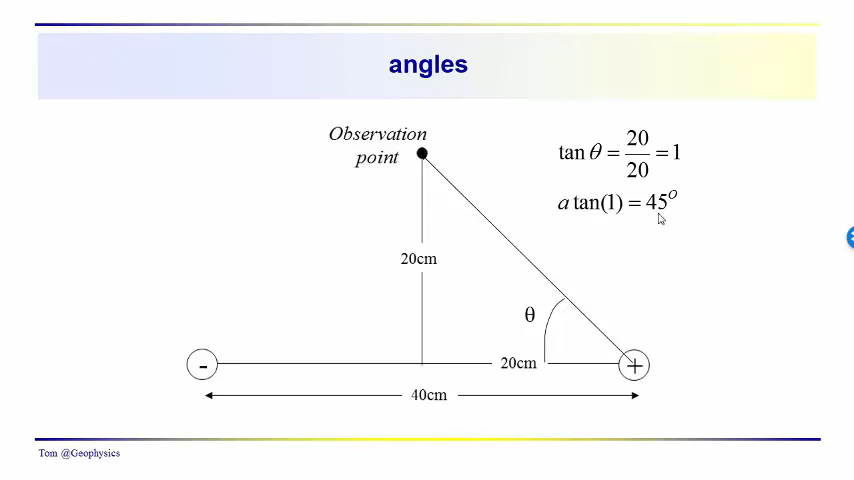 angles
Observation
point
tan θ = 20/20 = 1
a tan(1) = 45°
20cm
θ
-
20cm
+
40cm
Tom @Geophysics